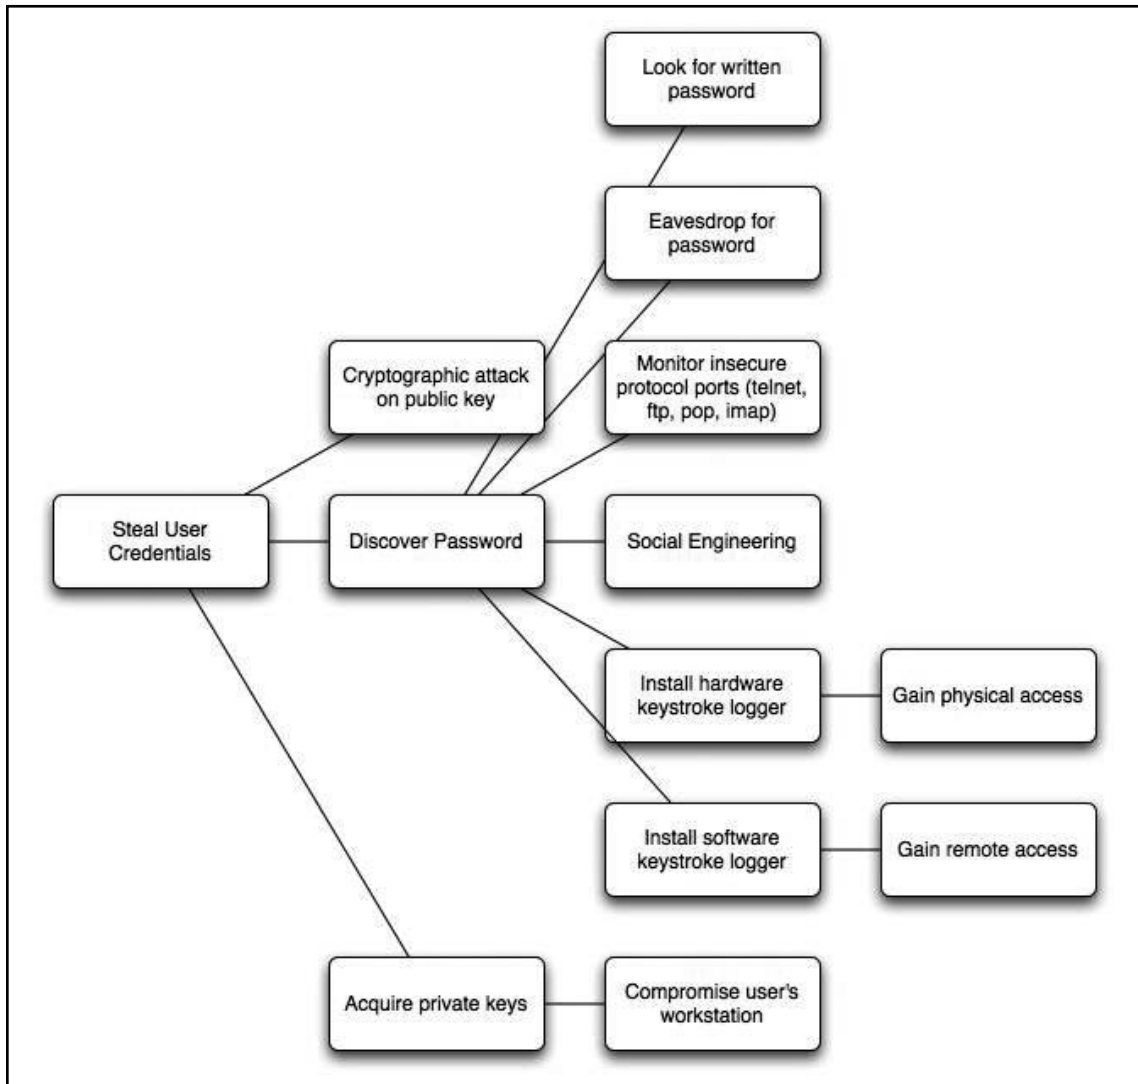 Look for written
password
Eavesdrop for
password
Cryptographic attack
on public key
Monitor insecure
protocol ports (telnet,
ftp, pop, imap)
Steal User
Credentials
Discover Password
Social Engineering
Install hardware
keystroke logger
Gain physical access
Install software
keystroke logger
Gain remote access
Acquire private keys
Compromise user's
workstation